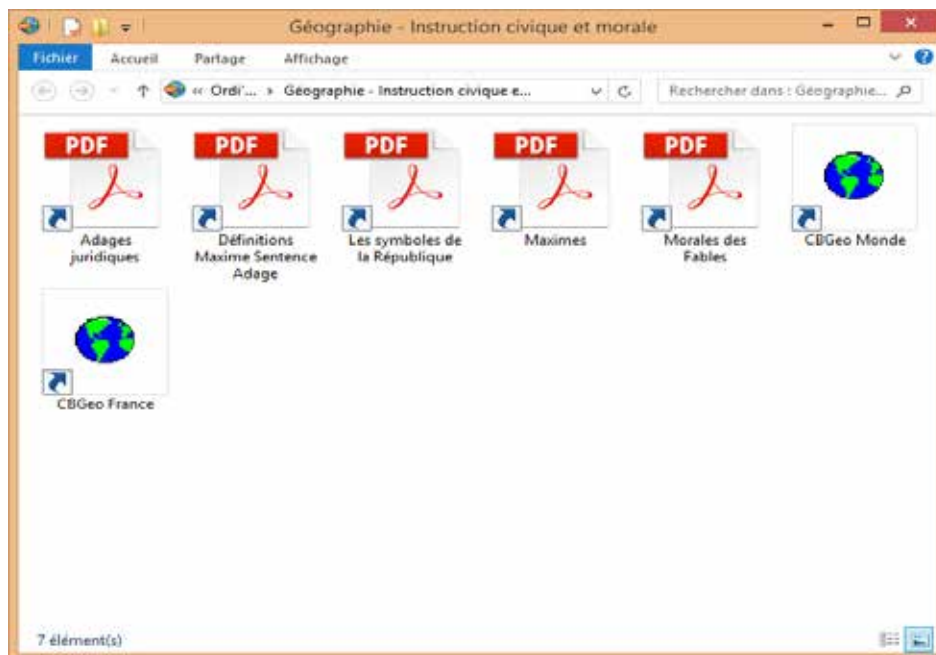 Géographie - Instruction civique et morale
Fichier Accueil Partage Affichage
« Ordi'... Géographie - Instruction civique e... Rechercher dans : Géographie...
PDF PDF PDF PDF PDF
Adages juridiques
Définitions Maxime Sentence Adage
Les symboles de la République
Maximes
Morales des Fables
CBGeo Monde
CBGeo France
7 élément(s)